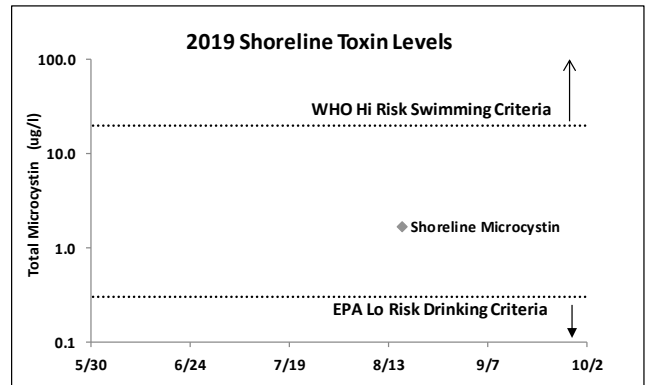 2019 Shoreline Toxin Levels
Total Microcystin (ug/l)
100.0
10.0
1.0
0.1
WHO Hi Risk Swimming Criteria
Shoreline Microcystin
EPA Lo Risk Drinking Criteria
5/30 6/24 7/19 8/13 9/7 10/2